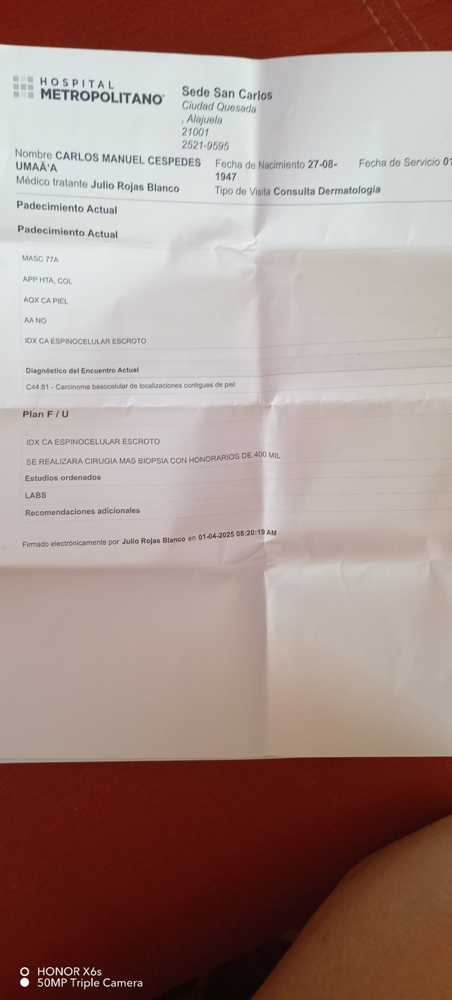 HOSPITAL
METROPOLITANO
Sede San Carlos
Ciudad Quesada
, Alajuela
21001
2521-9595
Nombre CARLOS MANUEL CESPEDES
UMAÃ‘A
Fecha de Nacimiento 27-08-
1947
Fecha de Servicio 01
Médico tratante Julio Rojas Blanco
Tipo de Visita Consulta Dermatología
Padecimiento Actual
Padecimiento Actual
MASC 77A
APP HTA, COL
AQX CA PIEL
AA NO
IDX CA ESPINOCELULAR ESCROTO
Diagnóstico del Encuentro Actual
C44.81 - Carcinoma basocelular de localizaciones contiguas de piel
Plan F / U
:
IDX CA ESPINOCELULAR ESCROTO
SE REALIZARA CIRUGIA MAS BIOPSIA CON HONORARIOS DE 400 MIL
Estudios ordenados
LABS
Recomendaciones adicionales
Firmado electrónicamente por Julio Rojas Blanco en 01-04-2025 08:20:19 AM
HONOR X6s
50MP Triple Camera